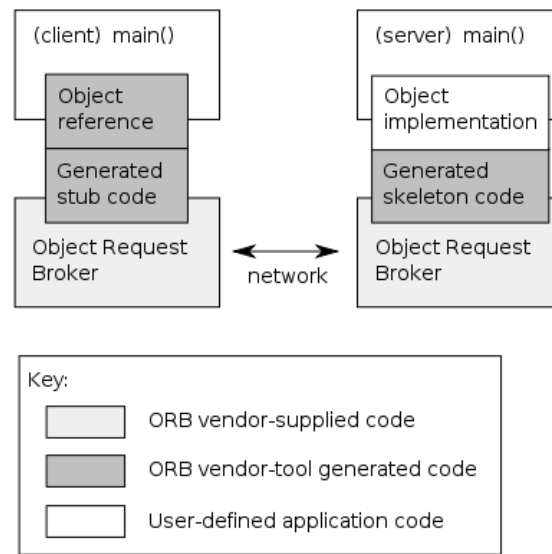 (client) main()
Object
reference
Generated
stub code
Object Request
Broker
network
(server) main()
Object
implementation
Generated
skeleton code
Object Request
Broker
Key:
ORB vendor-supplied code
ORB vendor-tool generated code
User-defined application code